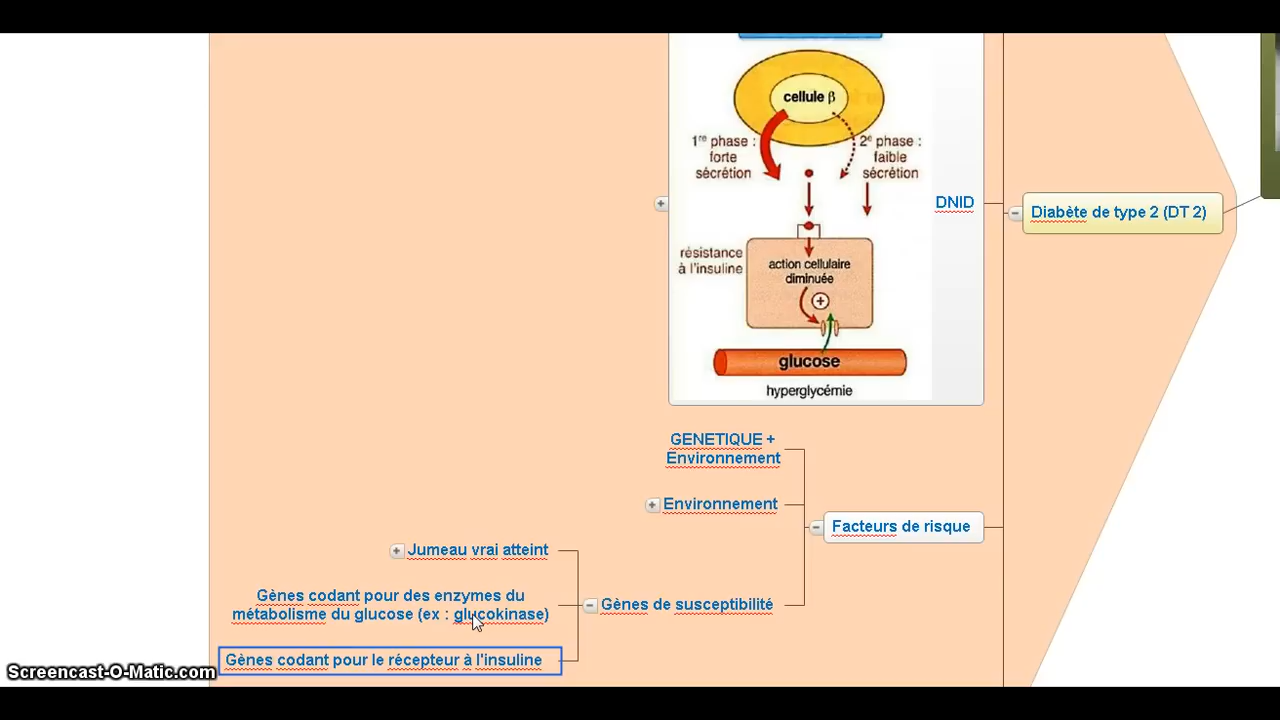 cellule β
1re phase :
forte
sécrétion
2e phase :
faible
sécrétion
résistance
à l'insuline
action cellulaire
diminuée
+
glucose
hyperglycémie
DNID
Diabète de type 2 (DT 2)
GENETIQUE +
Environnement
Environnement
Facteurs de risque
Jumeau vrai atteint
Gènes codant pour des enzymes du
métabolisme du glucose (ex : glucokinase)
Gènes de susceptibilité
Gènes codant pour le récepteur à l'insuline
Screencast-O-Matic.com